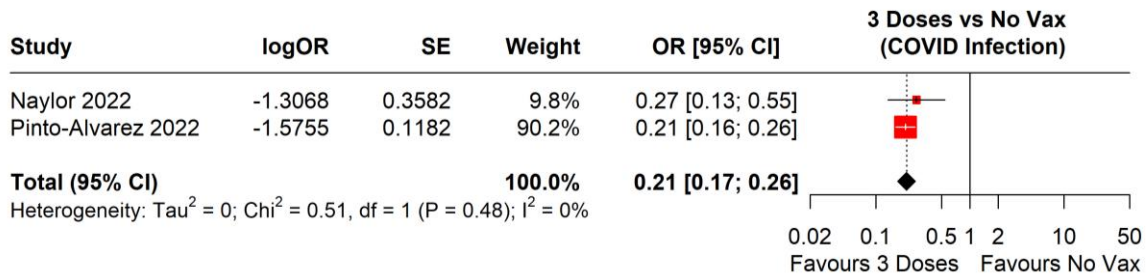 3 Doses vs No Vax
Study logOR SE Weight OR [95% CI] (COVID Infection)
Naylor 2022 -1.3068 0.3582 9.8% 0.27 [0.13; 0.55]
Pinto-Alvarez 2022 -1.5755 0.1182 90.2% 0.21 [0.16; 0.26]
Total (95% CI) 100.0% 0.21 [0.17; 0.26]
Heterogeneity: Tau² = 0; Chi² = 0.51, df = 1 (P = 0.48); I² = 0%
0.02 0.1 0.5 1 2 10 50
Favours 3 Doses Favours No Vax